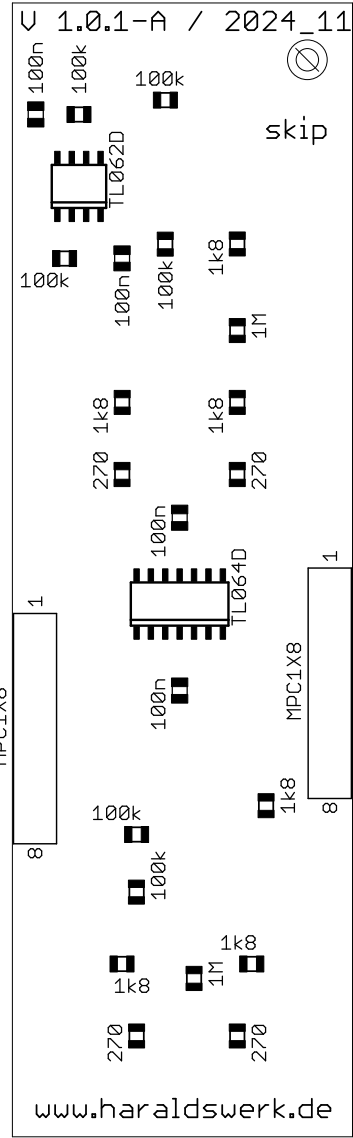 V 1.0.1-A / 2024_11
100n
100k
100k
skip
TL062D
100k
100n
100k
1k8
1M
1k8
1k8
270
270
100n
TL064D
1
1
MPC1X8
MPC1X8
100n
1k8
8
100k
8
100k
1k8
1k8
1M
270
270
www.haraldswerk.de